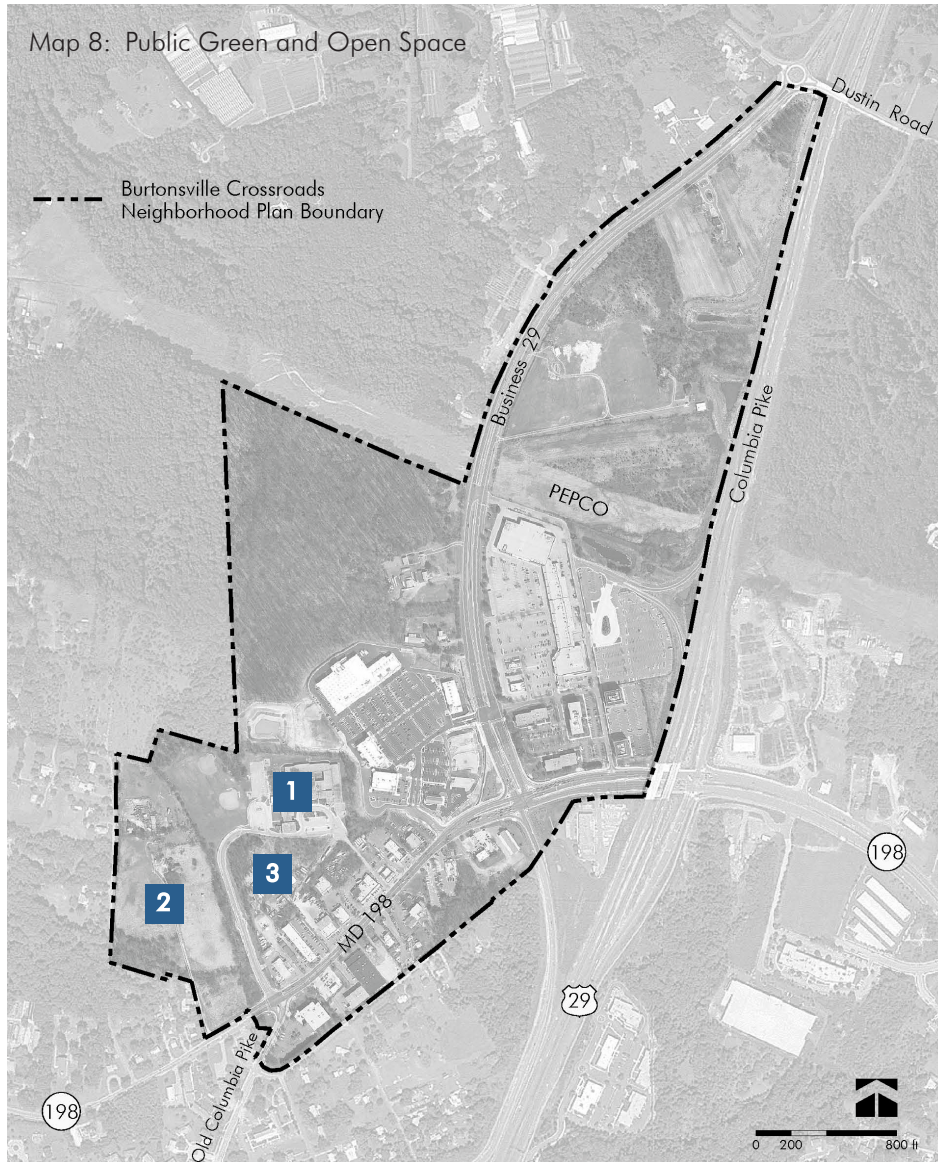 Map 8: Public Green and Open Space
Dustin Road
Burtonsville Crossroads
Neighborhood Plan Boundary
Business 29
Columbia Pike
PEPCO
1
198
3
2
MD 198
29
Old Columbia Pike
198
0 200 800 ft